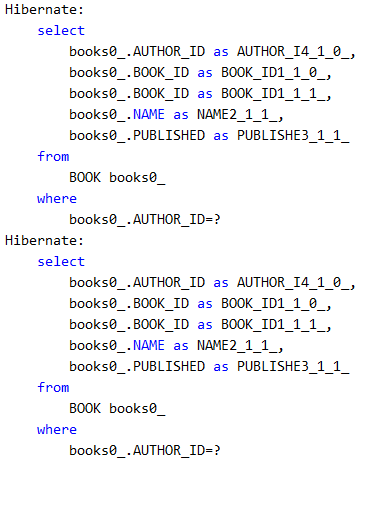 Hibernate:
    select
        books0_.AUTHOR_ID as AUTHOR_I4_1_0_,
        books0_.BOOK_ID as BOOK_ID1_1_0_,
        books0_.BOOK_ID as BOOK_ID1_1_1_,
        books0_.NAME as NAME2_1_1_,
        books0_.PUBLISHED as PUBLISHE3_1_1_
    from
        BOOK books0_
    where
        books0_.AUTHOR_ID=?
Hibernate:
    select
        books0_.AUTHOR_ID as AUTHOR_I4_1_0_,
        books0_.BOOK_ID as BOOK_ID1_1_0_,
        books0_.BOOK_ID as BOOK_ID1_1_1_,
        books0_.NAME as NAME2_1_1_,
        books0_.PUBLISHED as PUBLISHE3_1_1_
    from
        BOOK books0_
    where
        books0_.AUTHOR_ID=?